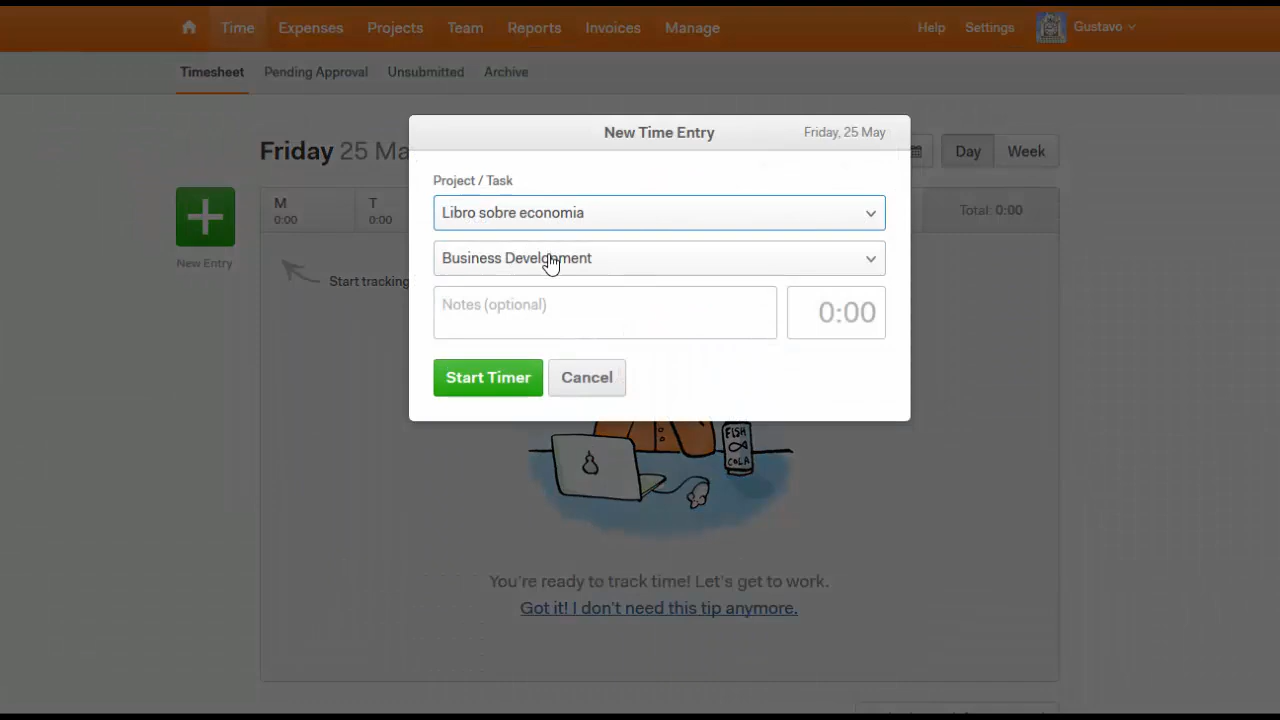 Time Expenses Projects Team Reports Invoices Manage Help Settings Gustavo
Timesheet Pending Approval Unsubmitted Archive
New Time Entry Friday, 25 May
Friday 25 Ma
Day Week
Project / Task
Libro sobre economia
M T Total: 0:00
0:00 0:00
Business Development
New Entry
Start tracking
Notes (optional) 0:00
Start Timer Cancel
FISH
COLA
You're ready to track time! Let's get to work.
Got it! I don't need this tip anymore.